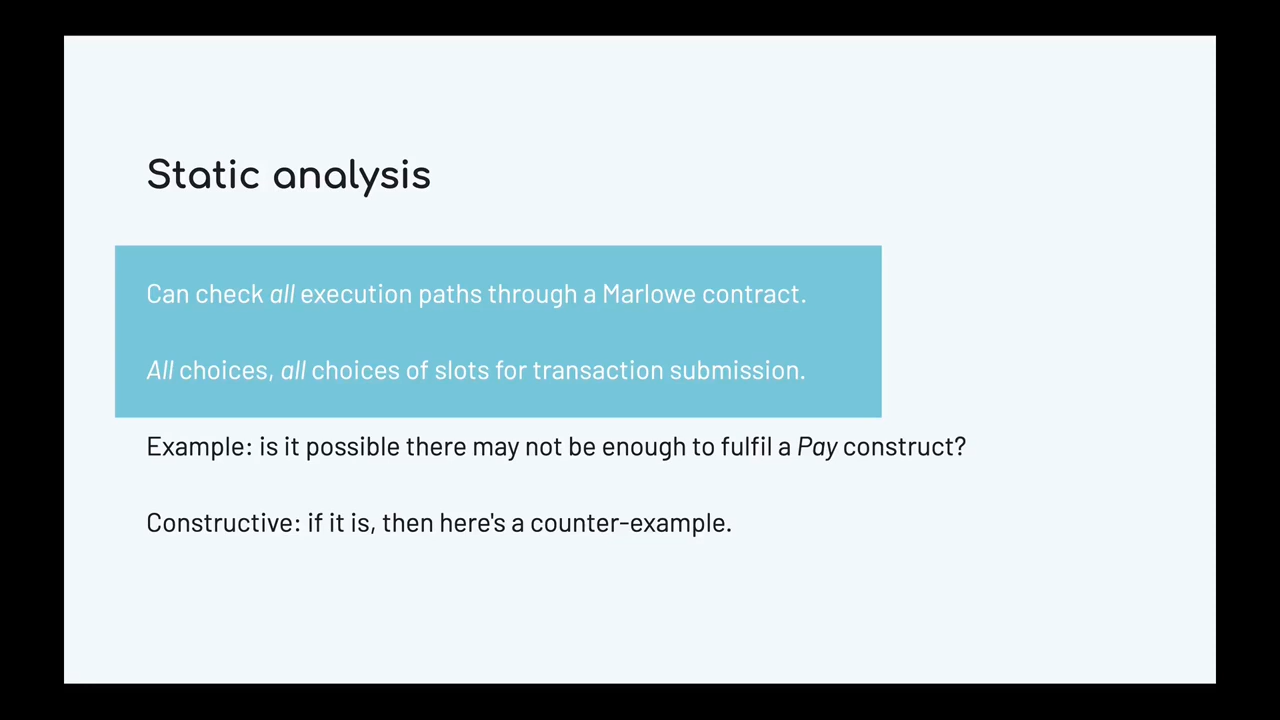 Static analysis
Can check all execution paths through a Marlowe contract.
All choices, all choices of slots for transaction submission.
Example: is it possible there may not be enough to fulfil a Pay construct?
Constructive: if it is, then here's a counter-example.